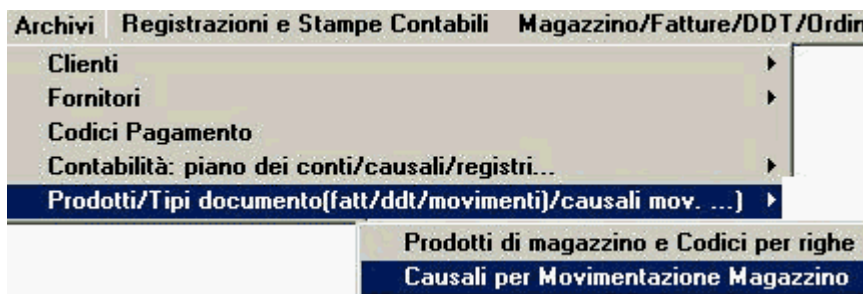 Archivi Registrazioni e Stampe Contabili Magazzino/Fatture/DDT/Ordin
Clienti
Fornitori
Codici Pagamento
Contabilità: piano dei conti/causali/registri...
Prodotti/Tipi documento(fatt/ddt/movimenti)/causali mov. ...)
Prodotti di magazzino e Codici per righe
Causali per Movimentazione Magazzino